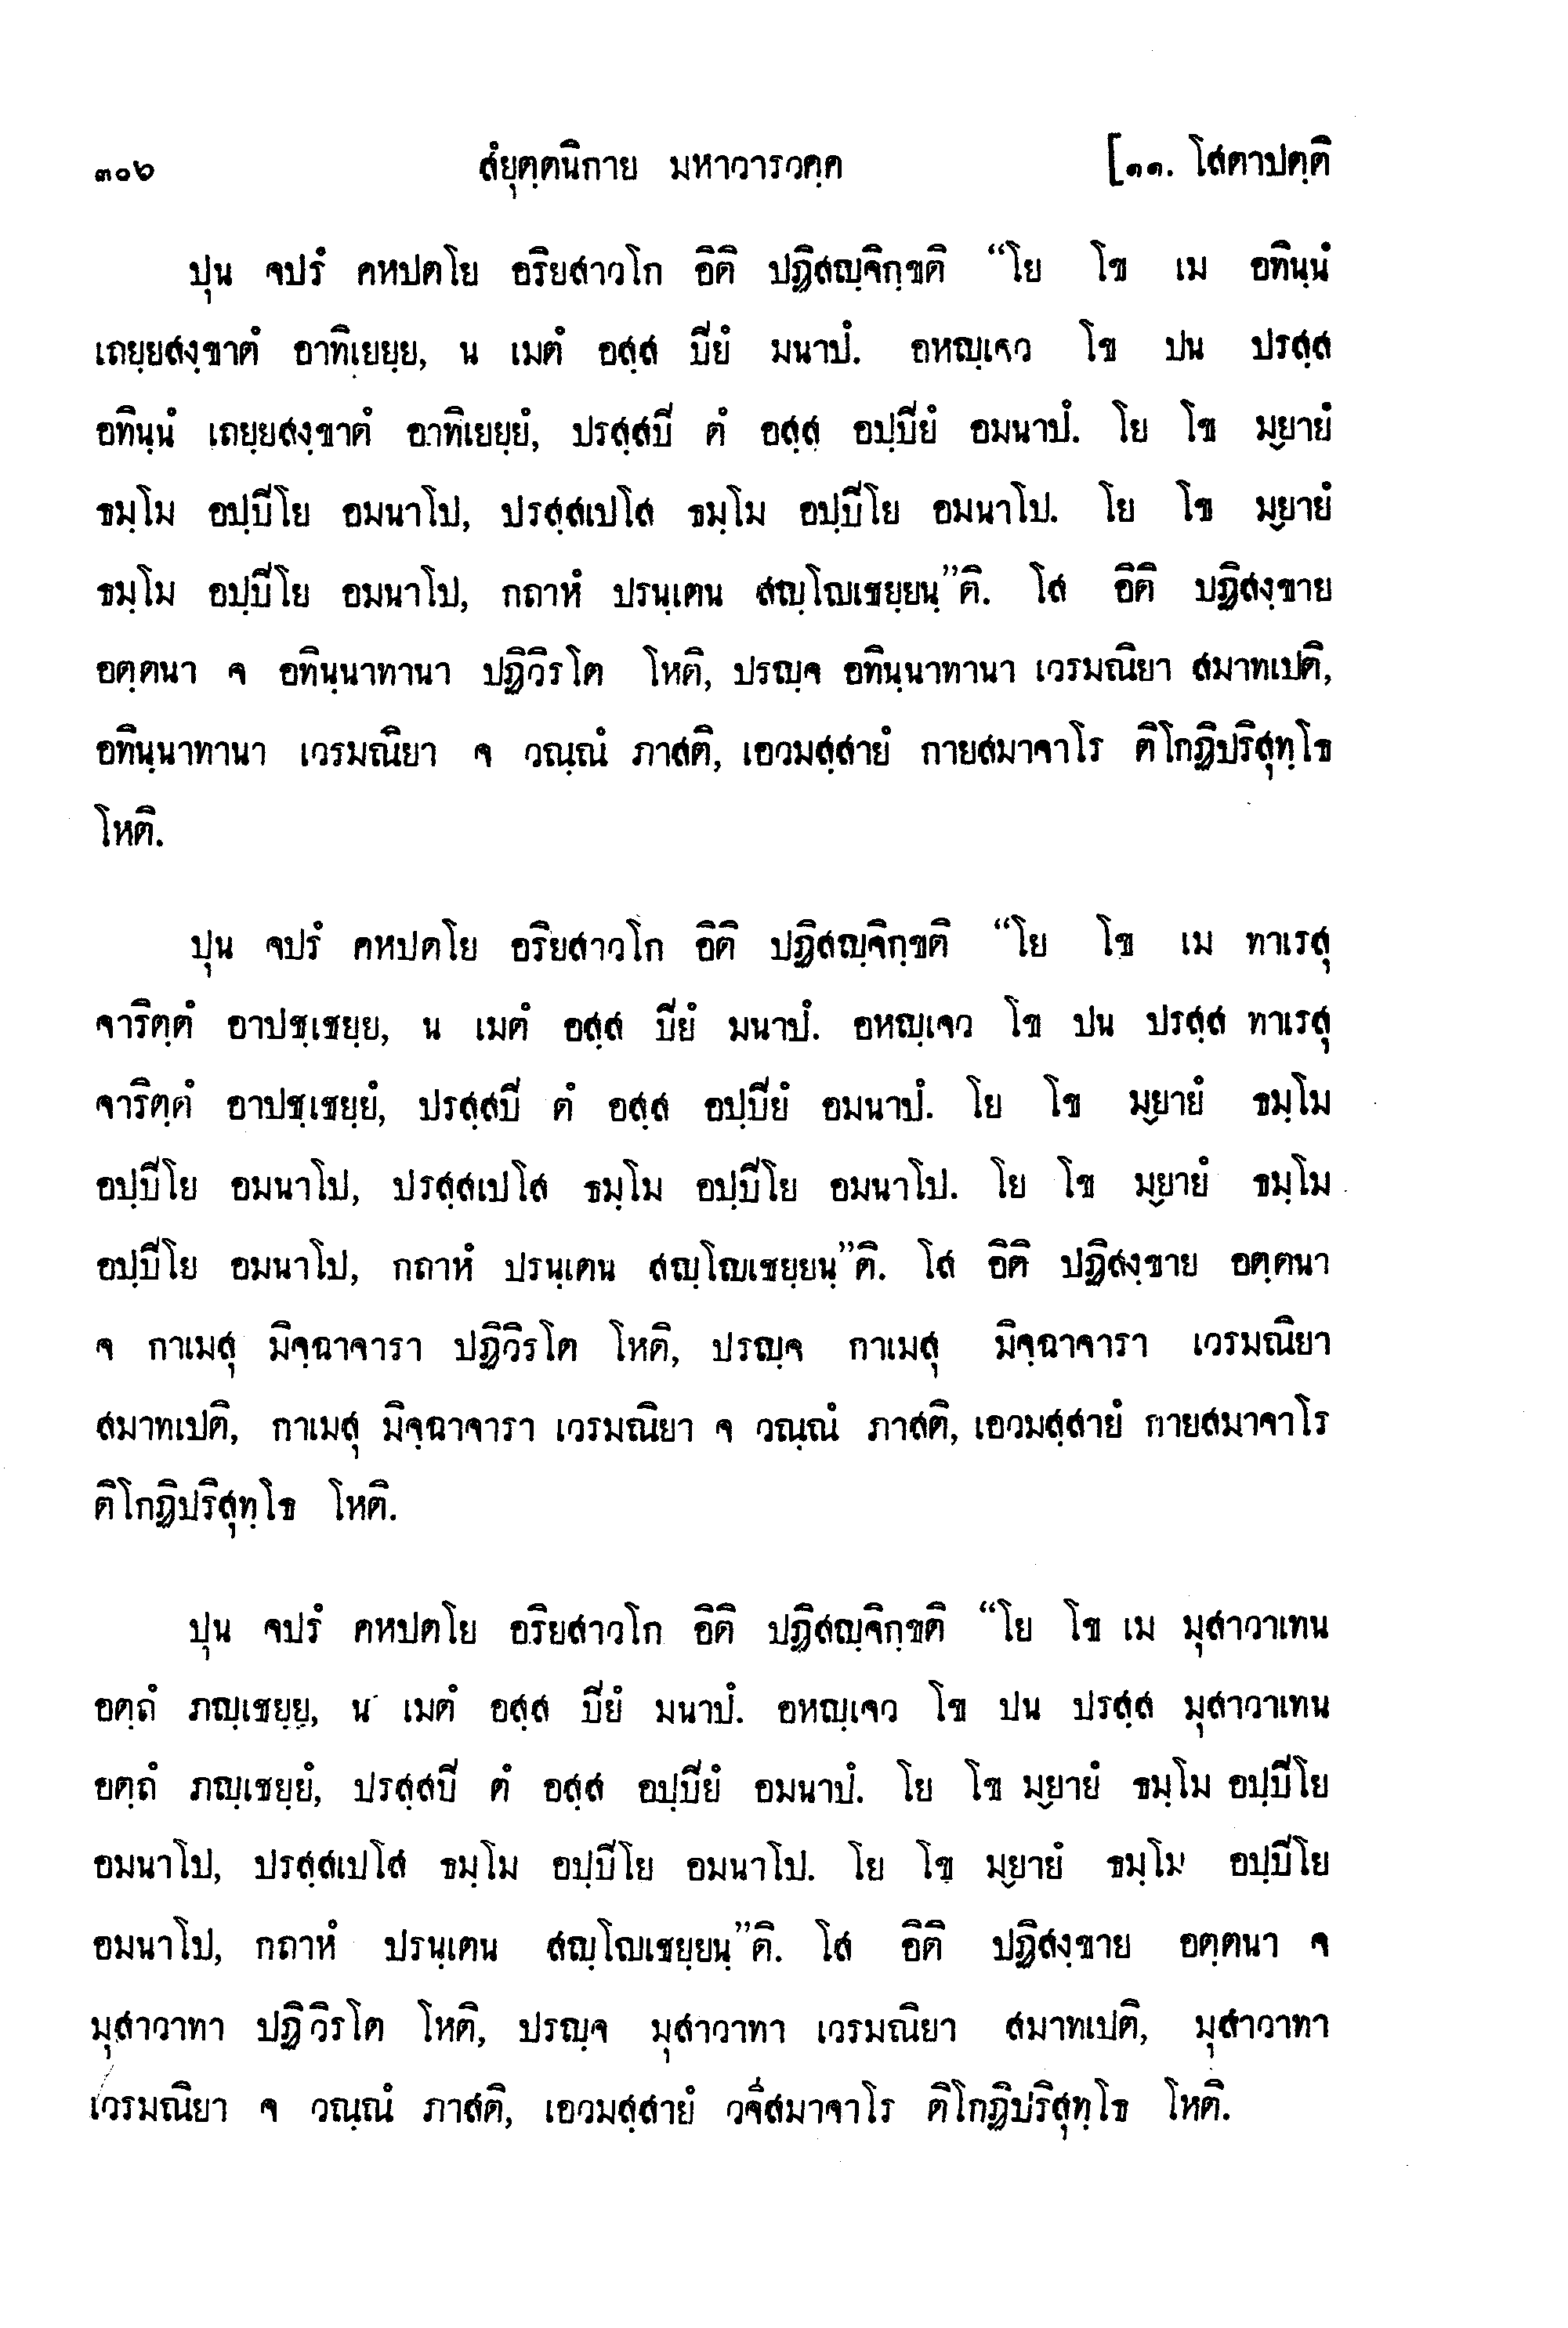 ๓๐๖ สํยุตฺตนิกาย มหาวารวคฺค [๑๑. โสตาปตฺติ
ปุน จปรํ คหปตโย อริยสาวโก อิติ ปฏิสญฺจิกฺขติ “โย โข เม อทินฺนํ
เถยฺยสงฺขาตํ อาทิเยยฺย, น เมตํ อสฺส ปิยํ มนาปํ. อหญฺเจว โข ปน ปรสฺส
อทินฺนํ เถยฺยสงฺขาตํ อาทิเยยฺยํ, ปรสฺสปิ ตํ อสฺส อปฺปิยํ อมนาปํ. โย โข มฺยายํ
ธมฺโม อปฺปิโย อมนาโป, ปรสฺสเปโส ธมฺโม อปฺปิโย อมนาโป. โย โข มฺยายํ
ธมฺโม อปฺปิโย อมนาโป, กถาหํ ปรนฺเตน สญฺโญเชยฺยนฺ”ติ. โส อิติ ปฏิสงฺขาย
อตฺตนา จ อทินฺนาทานา ปฏิวิรโต โหติ, ปรญฺจ อทินฺนาทานา เวรมณิยา สมาทเปติ,
อทินฺนาทานา เวรมณิยา จ วณฺณํ ภาสติ, เอวมสฺสายํ กายสมาจาโร ติโกฏิปริสุทฺโธ
โหติ.
ปุน จปรํ คหปตโย อริยสาวโก อิติ ปฏิสญฺจิกฺขติ “โย โข เม ทาเรสุ
จาริตฺตํ อาปชฺเชยฺย, น เมตํ อสฺส ปิยํ มนาปํ. อหญฺเจว โข ปน ปรสฺส ทาเรสุ
จาริตฺตํ อาปชฺเชยฺยํ, ปรสฺสปิ ตํ อสฺส อปฺปิยํ อมนาปํ. โย โข มฺยายํ ธมฺโม
อปฺปิโย อมนาโป, ปรสฺสเปโส ธมฺโม อปฺปิโย อมนาโป. โย โข มฺยายํ ธมฺโม
อปฺปิโย อมนาโป, กถาหํ ปรนฺเตน สญฺโญเชยฺยนฺ”ติ. โส อิติ ปฏิสงฺขาย อตฺตนา
จ กาเมสุ มิจฺฉาจารา ปฏิวิรโต โหติ, ปรญฺจ กาเมสุ มิจฺฉาจารา เวรมณิยา
สมาทเปติ, กาเมสุ มิจฺฉาจารา เวรมณิยา จ วณฺณํ ภาสติ, เอวมสฺสายํ กายสมาจาโร
ติโกฏิปริสุทฺโธ โหติ.
ปุน จปรํ คหปตโย อริยสาวโก อิติ ปฏิสญฺจิกฺขติ “โย โข เม มุสาวาเทน
อตฺถํ ภญฺเชยฺย, น เมตํ อสฺส ปิยํ มนาปํ. อหญฺเจว โข ปน ปรสฺส มุสาวาเทน
อตฺถํ ภญฺเชยฺยํ, ปรสฺสปิ ตํ อสฺส อปฺปิยํ อมนาปํ. โย โข มฺยายํ ธมฺโม อปฺปิโย
อมนาโป, ปรสฺสเปโส ธมฺโม อปฺปิโย อมนาโป. โย โข มฺยายํ ธมฺโม อปฺปิโย
อมนาโป, กถาหํ ปรนฺเตน สญฺโญเชยฺยนฺ”ติ. โส อิติ ปฏิสงฺขาย อตฺตนา จ
มุสาวาทา ปฏิวิรโต โหติ, ปรญฺจ มุสาวาทา เวรมณิยา สมาทเปติ, มุสาวาทา
เวรมณิยา จ วณฺณํ ภาสติ, เอวมสฺสายํ วจีสมาจาโร ติโกฏิปริสุทฺโธ โหติ.